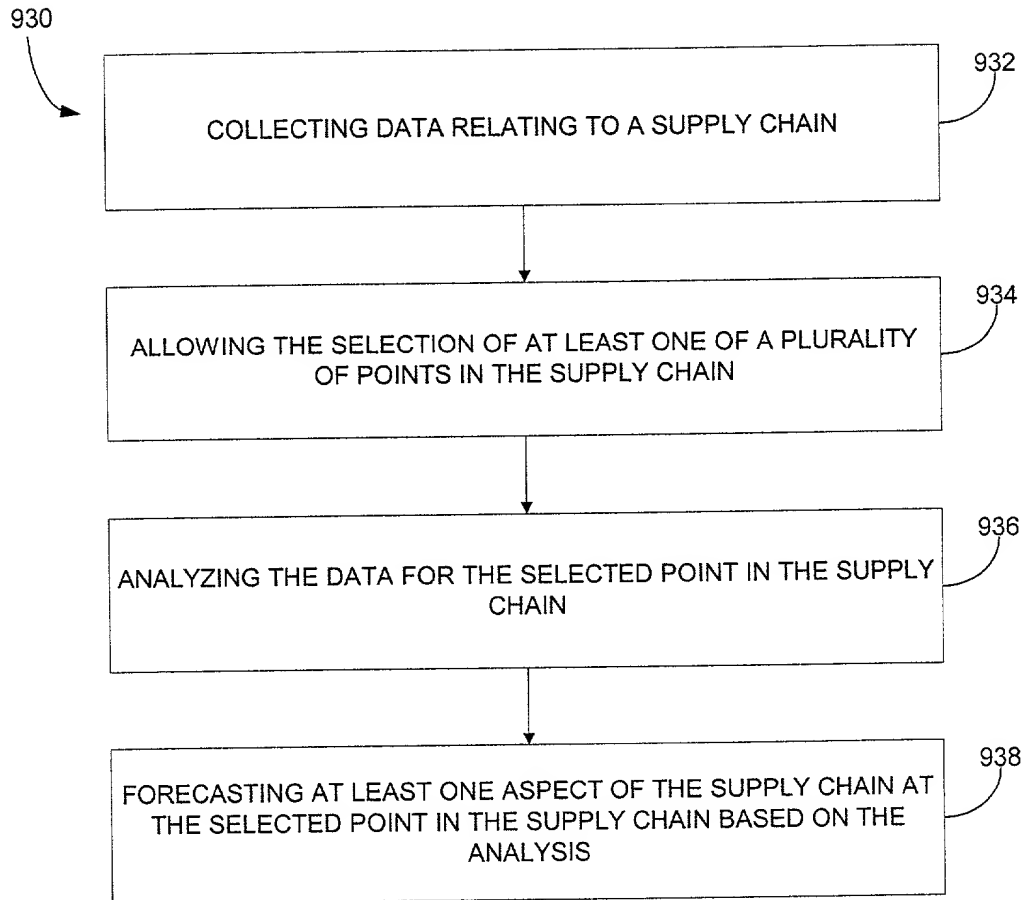 930
932
COLLECTING DATA RELATING TO A SUPPLY CHAIN
934
ALLOWING THE SELECTION OF AT LEAST ONE OF A PLURALITY
OF POINTS IN THE SUPPLY CHAIN
936
ANALYZING THE DATA FOR THE SELECTED POINT IN THE SUPPLY
CHAIN
938
FORECASTING AT LEAST ONE ASPECT OF THE SUPPLY CHAIN AT
THE SELECTED POINT IN THE SUPPLY CHAIN BASED ON THE
ANALYSIS